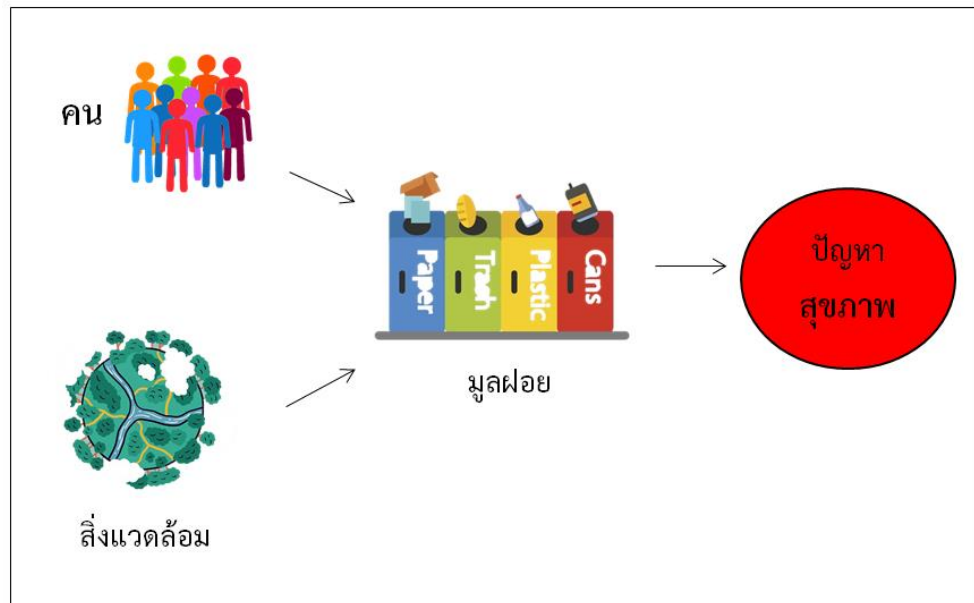 คน
Paper
Trash
Plastic
Cans
มูลฝอย
สิ่งแวดล้อม
ปัญหา
สุขภาพ